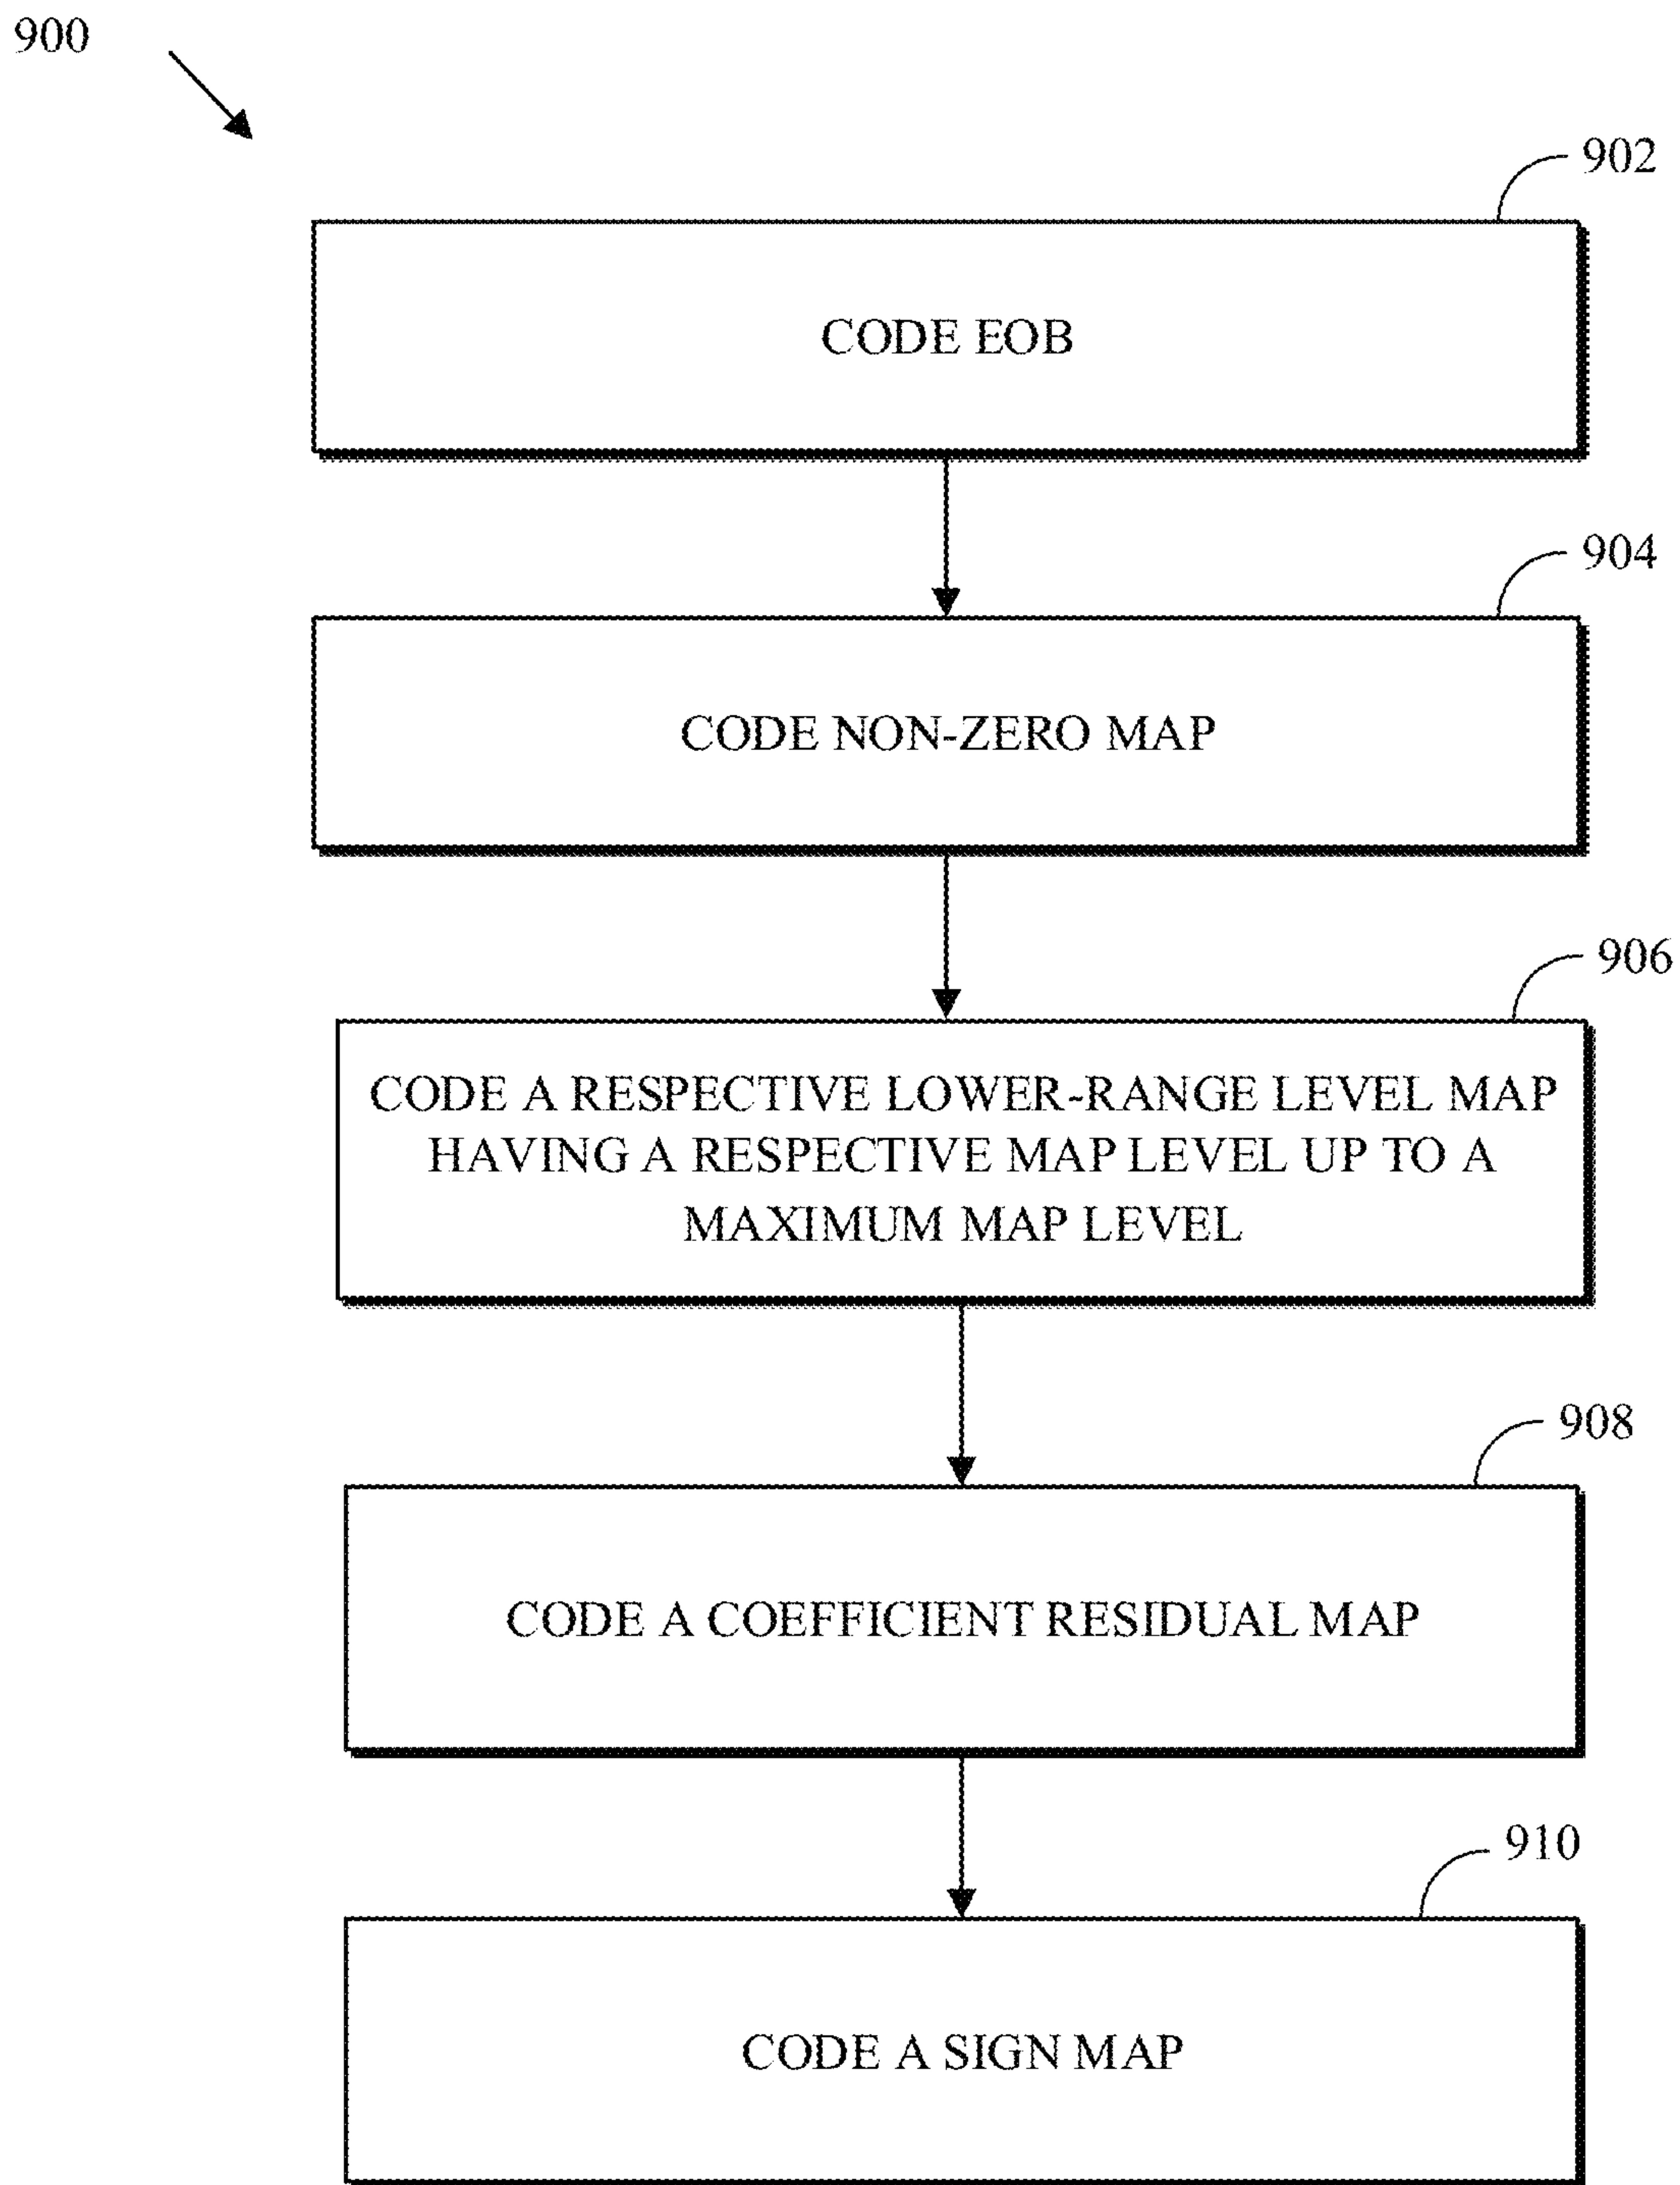 900
902
CODE EOB
904
CODE NON-ZERO MAP
906
CODE A RESPECTIVE LOWER-RANGE LEVEL MAP
HAVING A RESPECTIVE MAP LEVEL UP TO A
MAXIMUM MAP LEVEL
908
CODE A COEFFICIENT RESIDUAL MAP
910
CODE A SIGN MAP